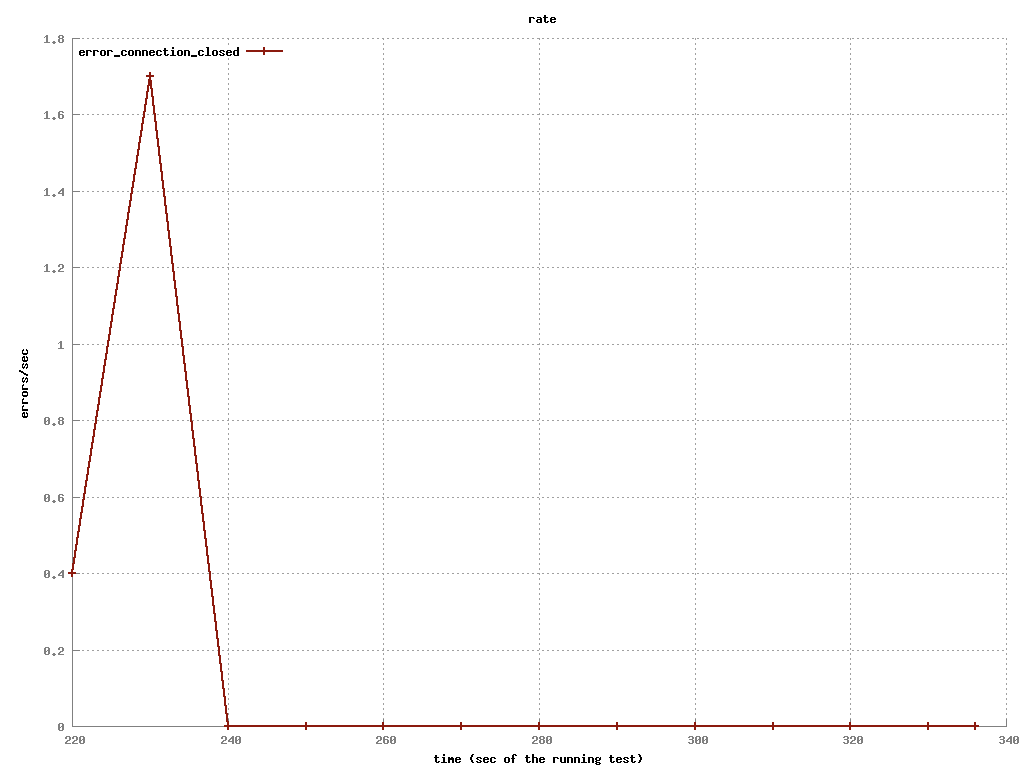 rate
1.8
error_connection_closed
1.6
1.4
1.2
1
0.8
0.6
0.4
0.2
0
errors/sec
220 240 260 280 300 320 340
time (sec of the running test)